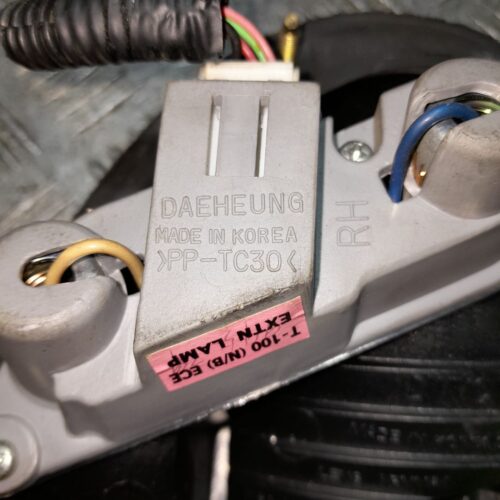 DAEHEUNG
MADE IN KOREA
>PP-TC30<
RH
T-100 (N/B) ECE
EXTN LAMP